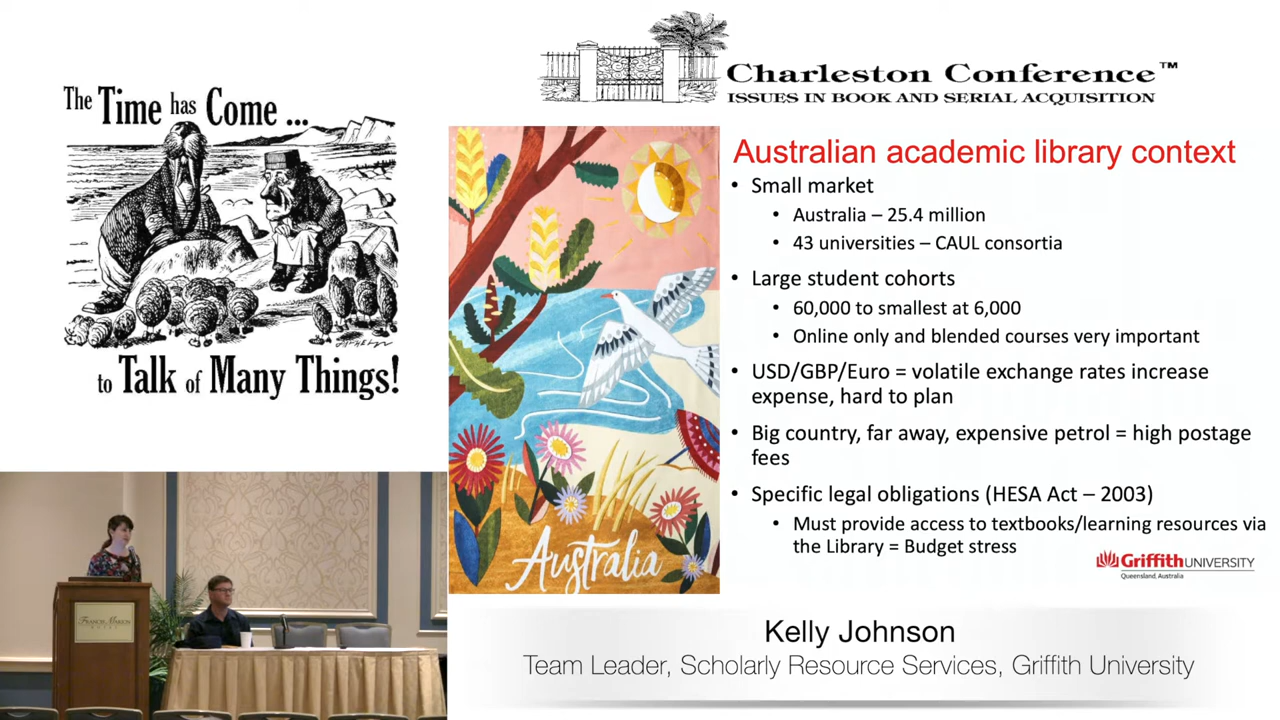 The Time has Come ...
to Talk of Many Things!
Charleston Conference™
ISSUES IN BOOK AND SERIAL ACQUISITION
Australia
Australian academic library context
• Small market
• Australia – 25.4 million
• 43 universities – CAUL consortia
• Large student cohorts
• 60,000 to smallest at 6,000
• Online only and blended courses very important
• USD/GBP/Euro = volatile exchange rates increase
expense, hard to plan
• Big country, far away, expensive petrol = high postage
fees
• Specific legal obligations (HESA Act – 2003)
• Must provide access to textbooks/learning resources via
the Library = Budget stress
Griffith UNIVERSITY
Queensland, Australia
FRANCIS MARION
HOTEL
Kelly Johnson
Team Leader, Scholarly Resource Services, Griffith University